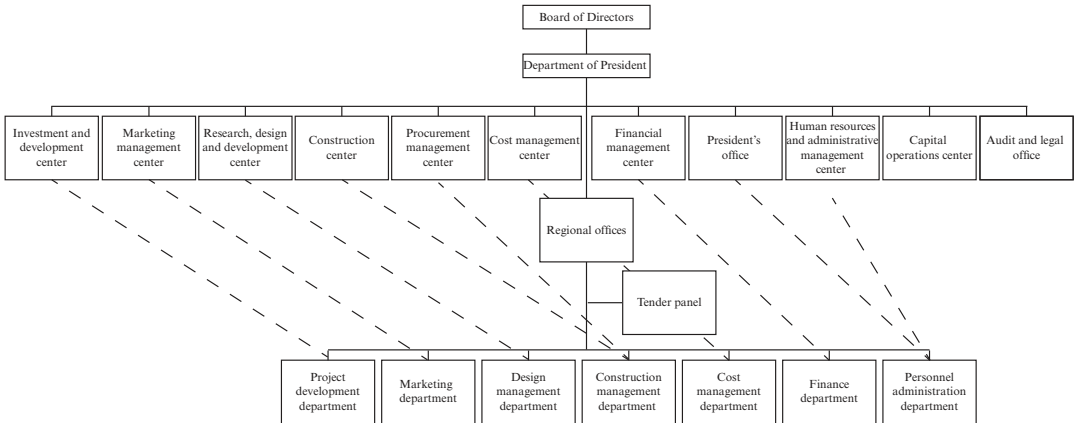 Board of Directors
Department of President
Investment and
development
center
Marketing
management
center
Research, design
and development
center
Construction
center
Procurement
management
center
Cost management
center
Financial
management
center
President's
office
Human resources
and administrative
management
center
Capital
operations center
Audit and legal
office
Regional offices
Tender panel
Project
development
department
Marketing
department
Design
management
department
Construction
management
department
Cost
management
department
Finance
department
Personnel
administration
department